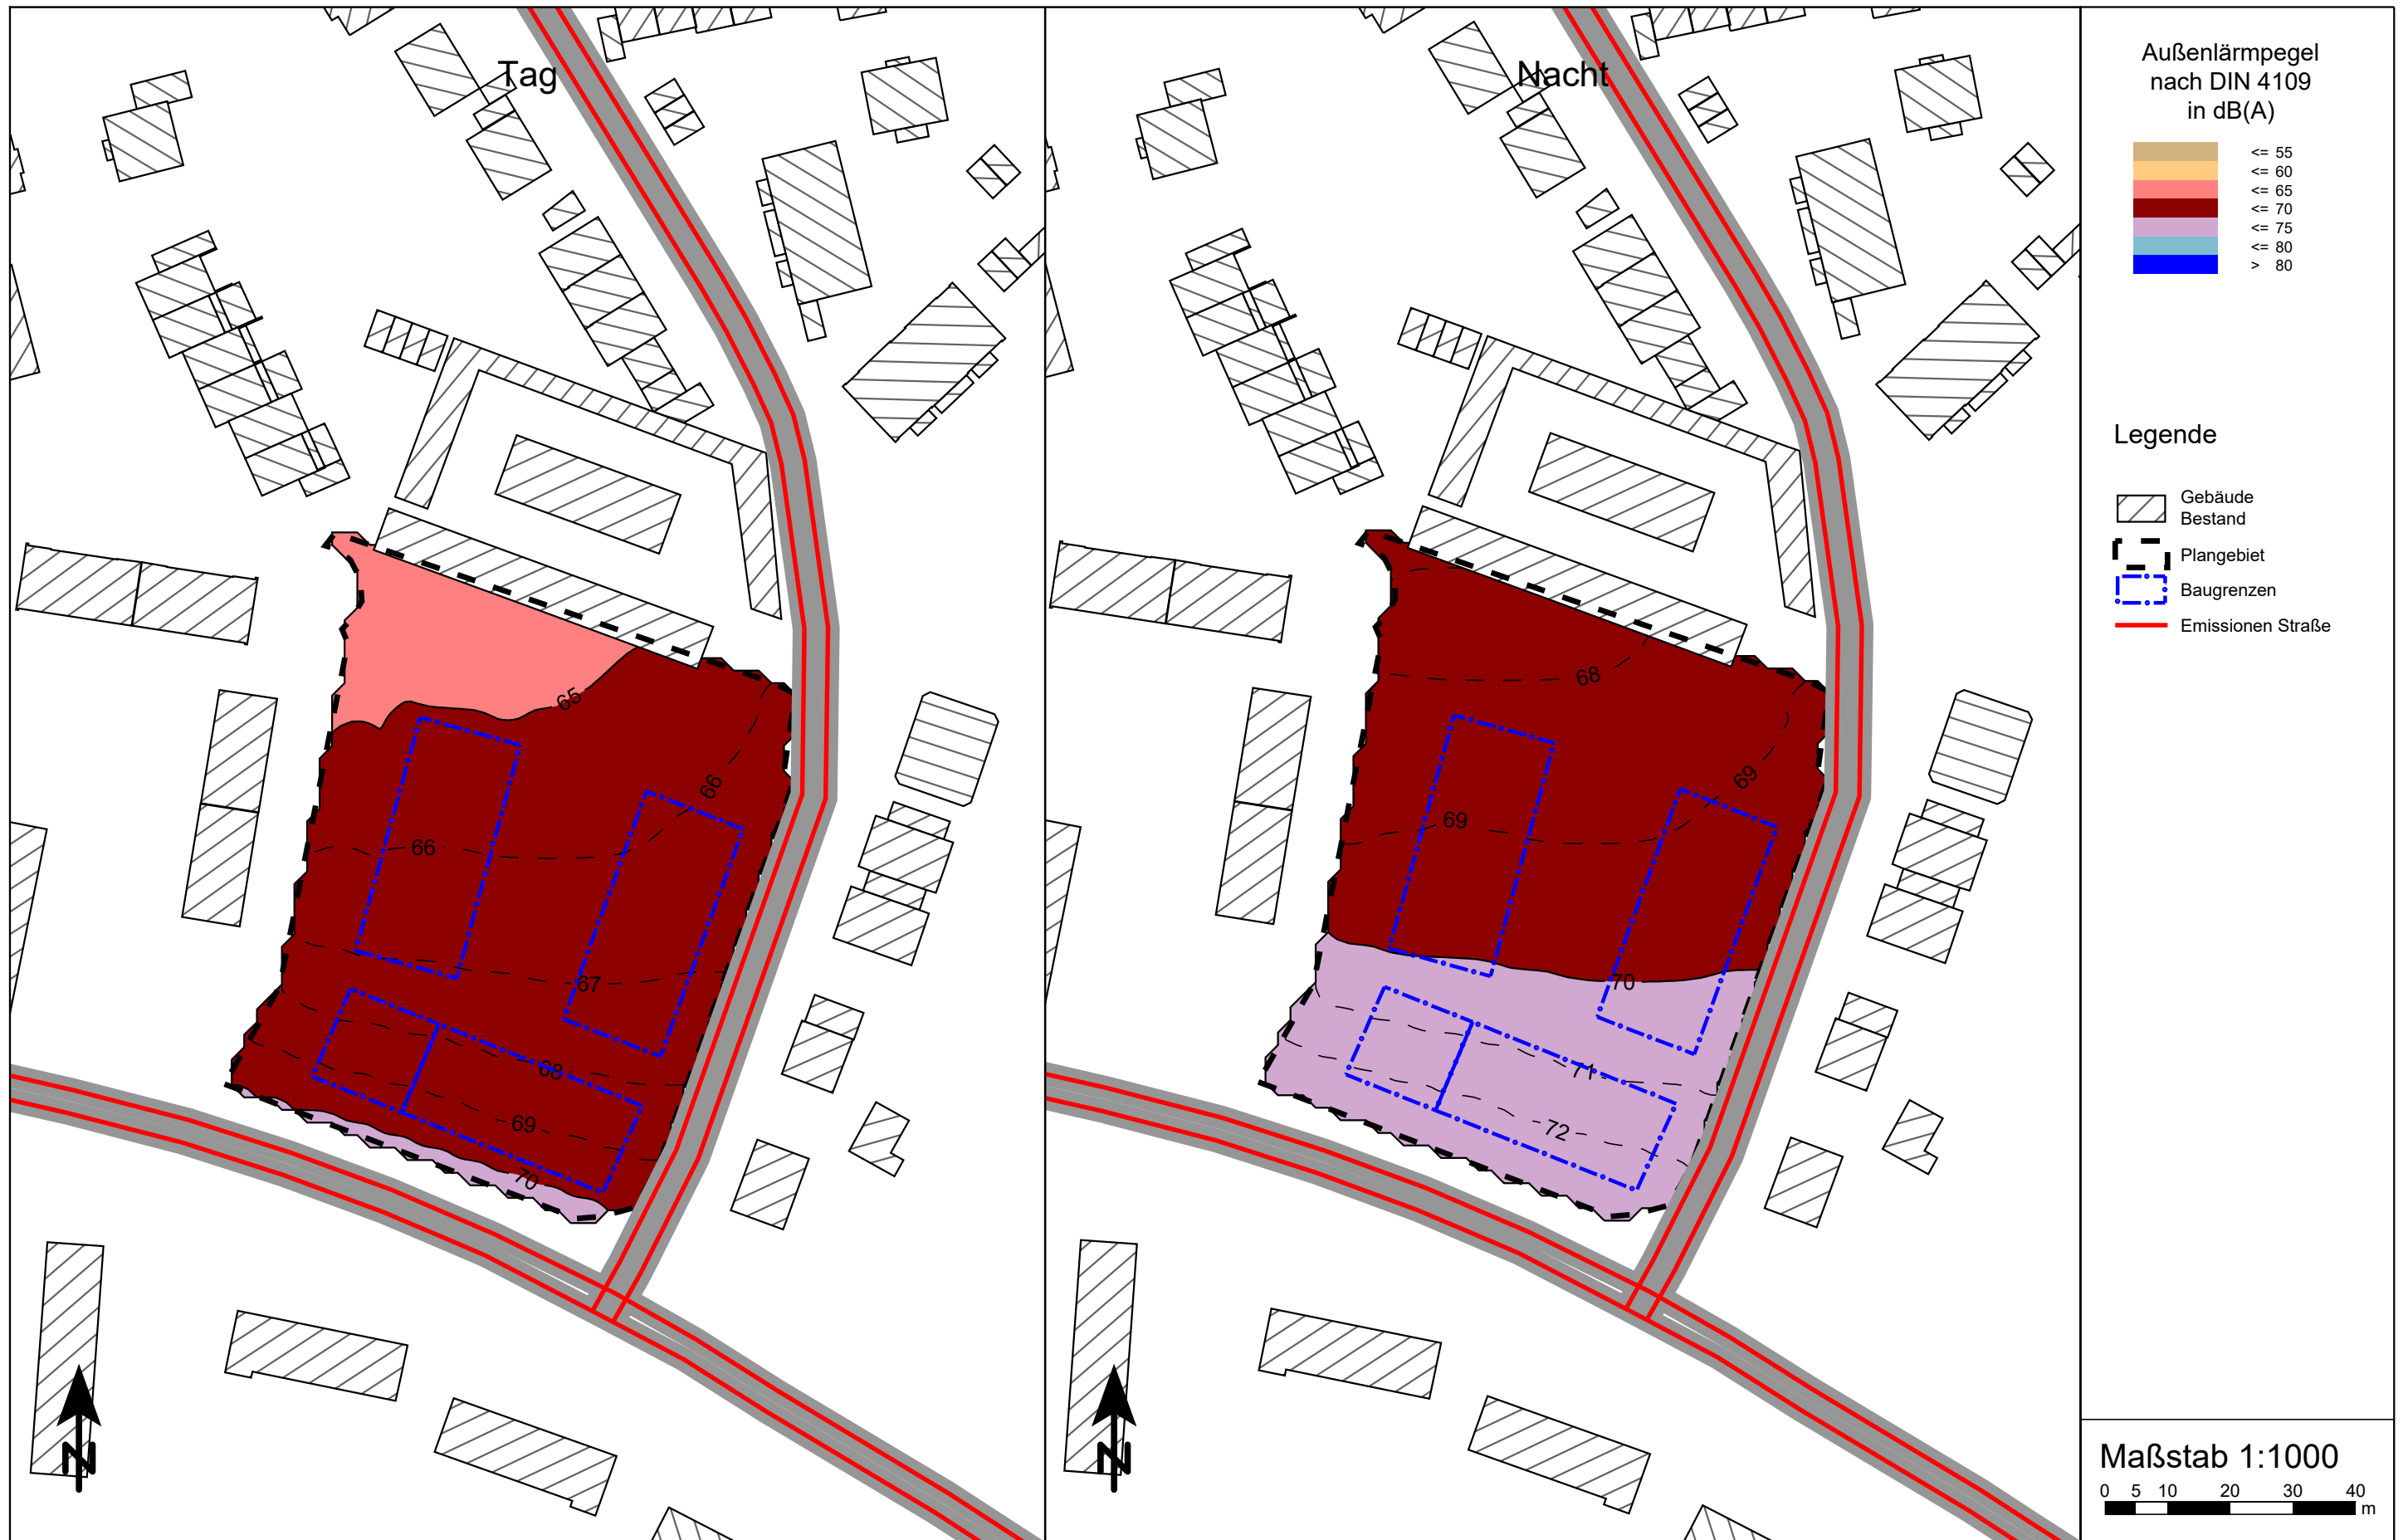 Tag
65
66
66
67
68
69
70
N
Nacht
68
69
69
70
71
72
N
Außenlärmpegel
nach DIN 4109
in dB(A)
<= 55
<= 60
<= 65
<= 70
<= 75
<= 80
> 80
Legende
Gebäude
Bestand
Plangebiet
Baugrenzen
Emissionen Straße
Maßstab 1:1000
0 5 10 20 30 40
m